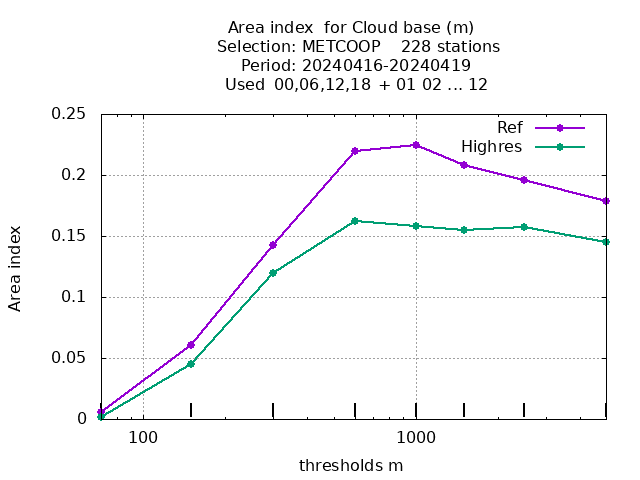 Area index  for Cloud base (m)
Selection: METCOOP    228 stations
Period: 20240416-20240419
Used  00,06,12,18 + 01 02 ... 12
0.25
Ref
Highres
0.2
0.15
Area index
0.1
0.05
0
100
1000
thresholds m